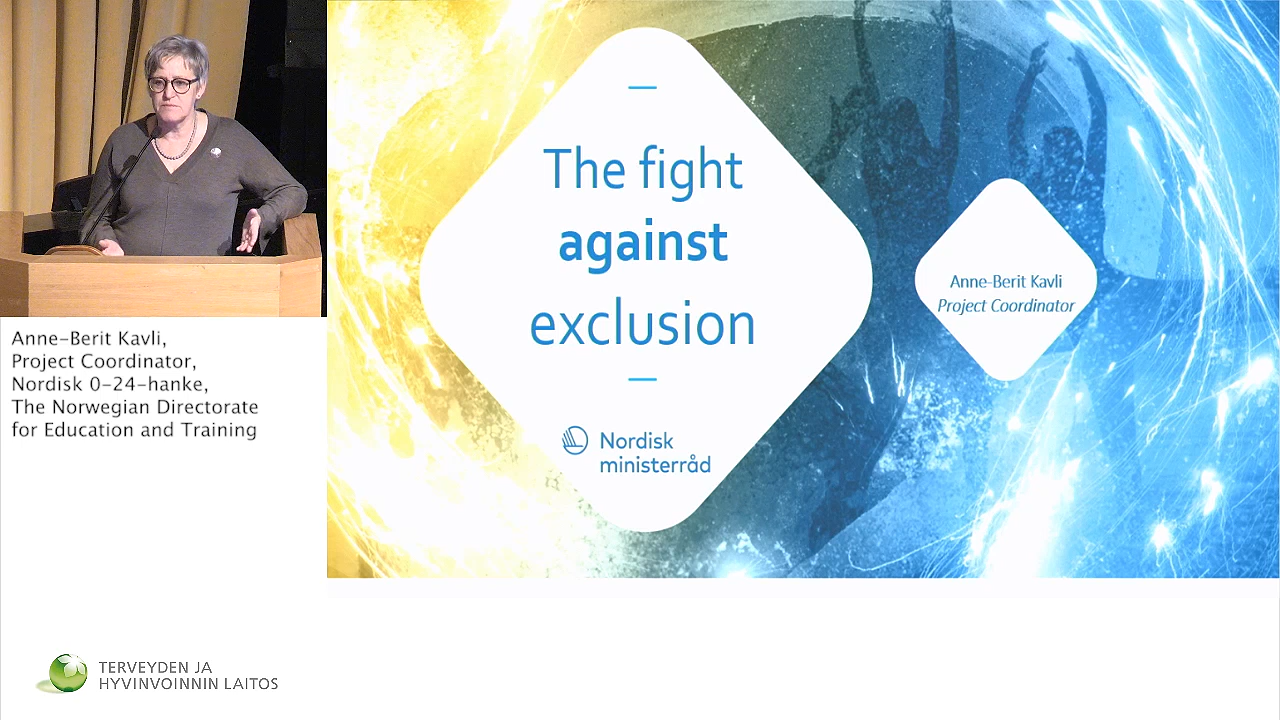 Anne-Berit Kavli,
Project Coordinator,
Nordisk 0-24-hanke,
The Norwegian Directorate
for Education and Training
The fight
against
exclusion
Nordisk
ministerråd
Anne-Berit Kavli
Project Coordinator
TERVEYDEN JA
HYVINVOINNIN LAITOS